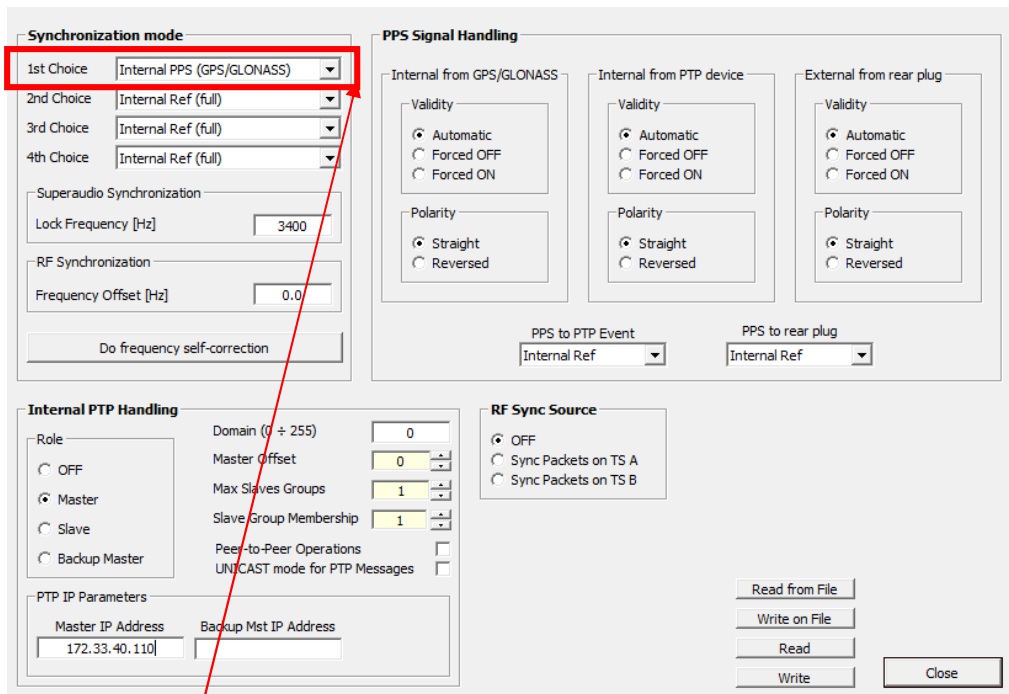 Synchronization mode
1st Choice Internal PPS (GPS/GLONASS)
2nd Choice Internal Ref (full)
3rd Choice Internal Ref (full)
4th Choice Internal Ref (full)
Superaudio Synchronization
Lock Frequency [Hz] 3400
RF Synchronization
Frequency Offset [Hz] 0.0
Do frequency self-correction
PPS Signal Handling
Internal from GPS/GLONASS
Validity
Automatic
Forced OFF
Forced ON
Polarity
Straight
Reversed
Internal from PTP device
Validity
Automatic
Forced OFF
Forced ON
Polarity
Straight
Reversed
External from rear plug
Validity
Automatic
Forced OFF
Forced ON
Polarity
Straight
Reversed
PPS to PTP Event
Internal Ref
PPS to rear plug
Internal Ref
Internal PTP Handling
Role
OFF
Master
Slave
Backup Master
Domain (0 ÷ 255) 0
Master Offset 0
Max Slaves Groups 1
Slave Group Membership 1
Peer-to-Peer Operations
UNICAST mode for PTP Messages
PTP IP Parameters
Master IP Address
172.33.40.110
Backup Mst IP Address
RF Sync Source
OFF
Sync Packets on TS A
Sync Packets on TS B
Read from File
Write on File
Read
Write
Close